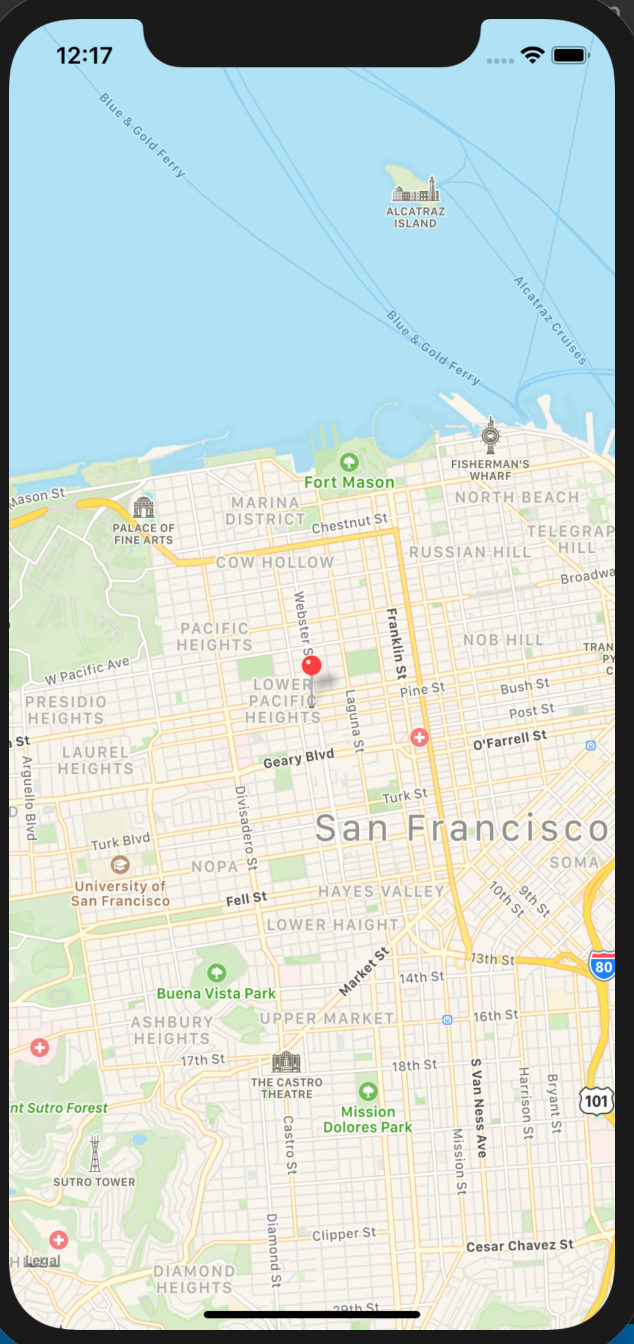 12:17
Blue & Gold Ferry
ALCATRAZ
ISLAND
Alcatraz Cruises
Blue & Gold Ferry
FISHERMAN'S
WHARF
Fort Mason
Mason St
PALACE OF
FINE ARTS
MARINA
DISTRICT
NORTH BEACH
Chestnut St
TELEGRAP
HILL
RUSSIAN HILL
COW HOLLOW
Broadwa
Webster S
Franklin St
PACIFIC
HEIGHTS
NOB HILL
TRAN
PY
C
W Pacific Ave
LOWER
PACIFIC
HEIGHTS
Laguna St
Pine St
Bush St
PRESIDIO
HEIGHTS
Post St
a St
O'Farrell St
LAUREL
HEIGHTS
Geary Blvd
Arguello Blvd
Divisadero St
Turk St
D
San Francisco
Turk Blvd
NOPA
SOMA
University of
San Francisco
HAYES VALLEY
10th St
9th St
Fell St
LOWER HAIGHT
Market St
13th St
80
14th St
Buena Vista Park
ASHBURY
HEIGHTS
UPPER MARKET
16th St
17th St
18th St
THE CASTRO
THEATRE
S Van Ness Ave
Harrison St
Bryant St
101
nt Sutro Forest
Mission
Dolores Park
Castro St
Mission St
SUTRO TOWER
Diamond St
Clipper St
Cesar Chavez St
H
Legal
DIAMOND
HEIGHTS
29th St